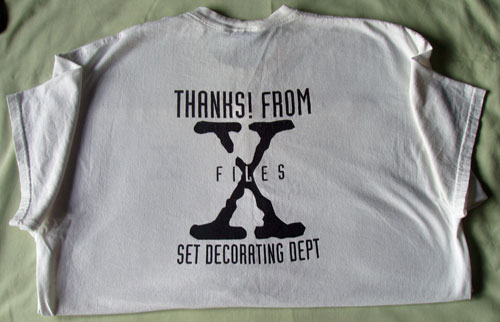 THANKS! FROM
X
FILES
SET DECORATING DEPT